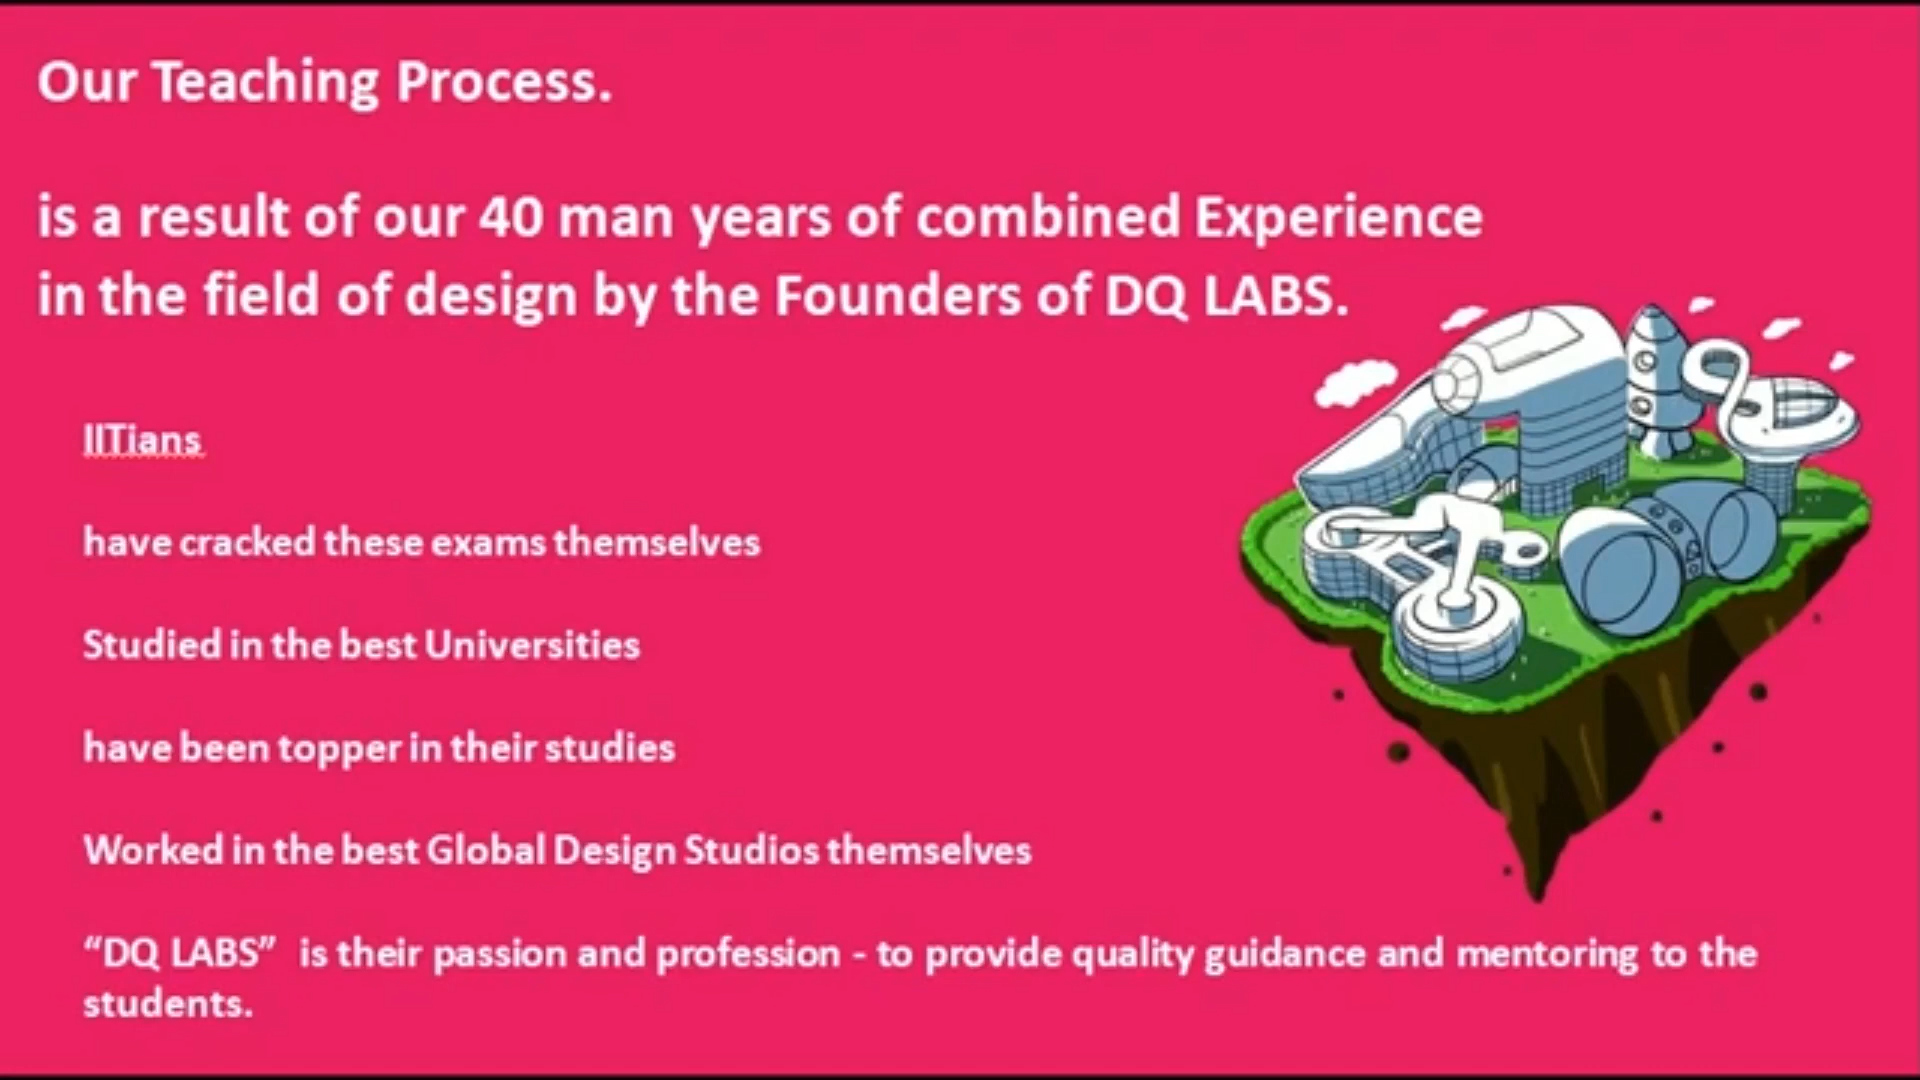 Our Teaching Process.
is a result of our 40 man years of combined Experience
in the field of design by the Founders of DQ LABS.
IITians
have cracked these exams themselves
Studied in the best Universities
have been topper in their studies
Worked in the best Global Design Studios themselves
“DQ LABS”  is their passion and profession - to provide quality guidance and mentoring to the
students.